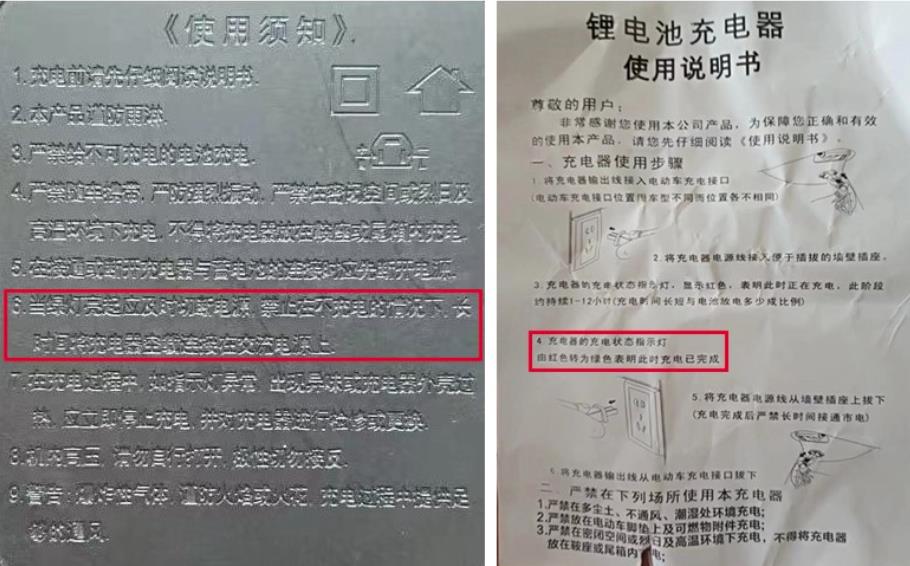 《使用须知》
1.充电前请先仔细阅读说明书.
2.本产品谨防雨淋.
3.严禁给不可充电的电池充电.
4.严禁随车携带,严防强烈振动,严禁在密闭空间或烈日及
高温环境下充电,不得将充电器放在鞍座或尾箱内充电.
5.在接通或断开充电器与蓄电池的连接时应先断开电源.
6.当绿灯亮起应及时切断电源,禁止在不充电的情况下,长
时间将充电器空载连接在交流电源上.
7.在充电过程中,如指示灯异常,出现异味或充电器外壳过
热,应立即停止充电,并对充电器进行检修或更换.
8.机内高压,请勿自行打开,极性切勿接反.
9.警告:爆炸性气体,谨防火焰或火花,充电过程中提供足
够的通风.
锂电池充电器
使用说明书
尊敬的用户:
非常感谢您使用本公司产品,为保障您正确和有效
的使用本产品,请您先仔细阅读《使用说明书》.
一、充电器使用步骤
1.将充电器输出线接入电动车充电接口
(电动车充电接口位置因车型不同而位置各不相同)
2.将充电器电源线接入便于插拔的墙壁插座。
3.充电器的充电状态指示灯,显示红色,表明此时正在充电,此阶段
约持续1-12小时(充电时间长短与电池放电多少成比例)
4.充电器的充电状态指示灯
由红色转为绿色表明此时充电已完成
5.将充电器电源线从墙壁插座上拔下
(充电完成后严禁长时间接通市电)
6.将充电器输出线从电动车充电接口拔下
二、严禁在下列场所使用本充电器
1.严禁在多尘土、不通风、潮湿处环境充电;
2.严禁放在电动车脚垫上及可燃物附件充电;
3.严禁在密闭空间或烈日及高温环境下充电,不得将充电器
放在鞍座或尾箱内电;